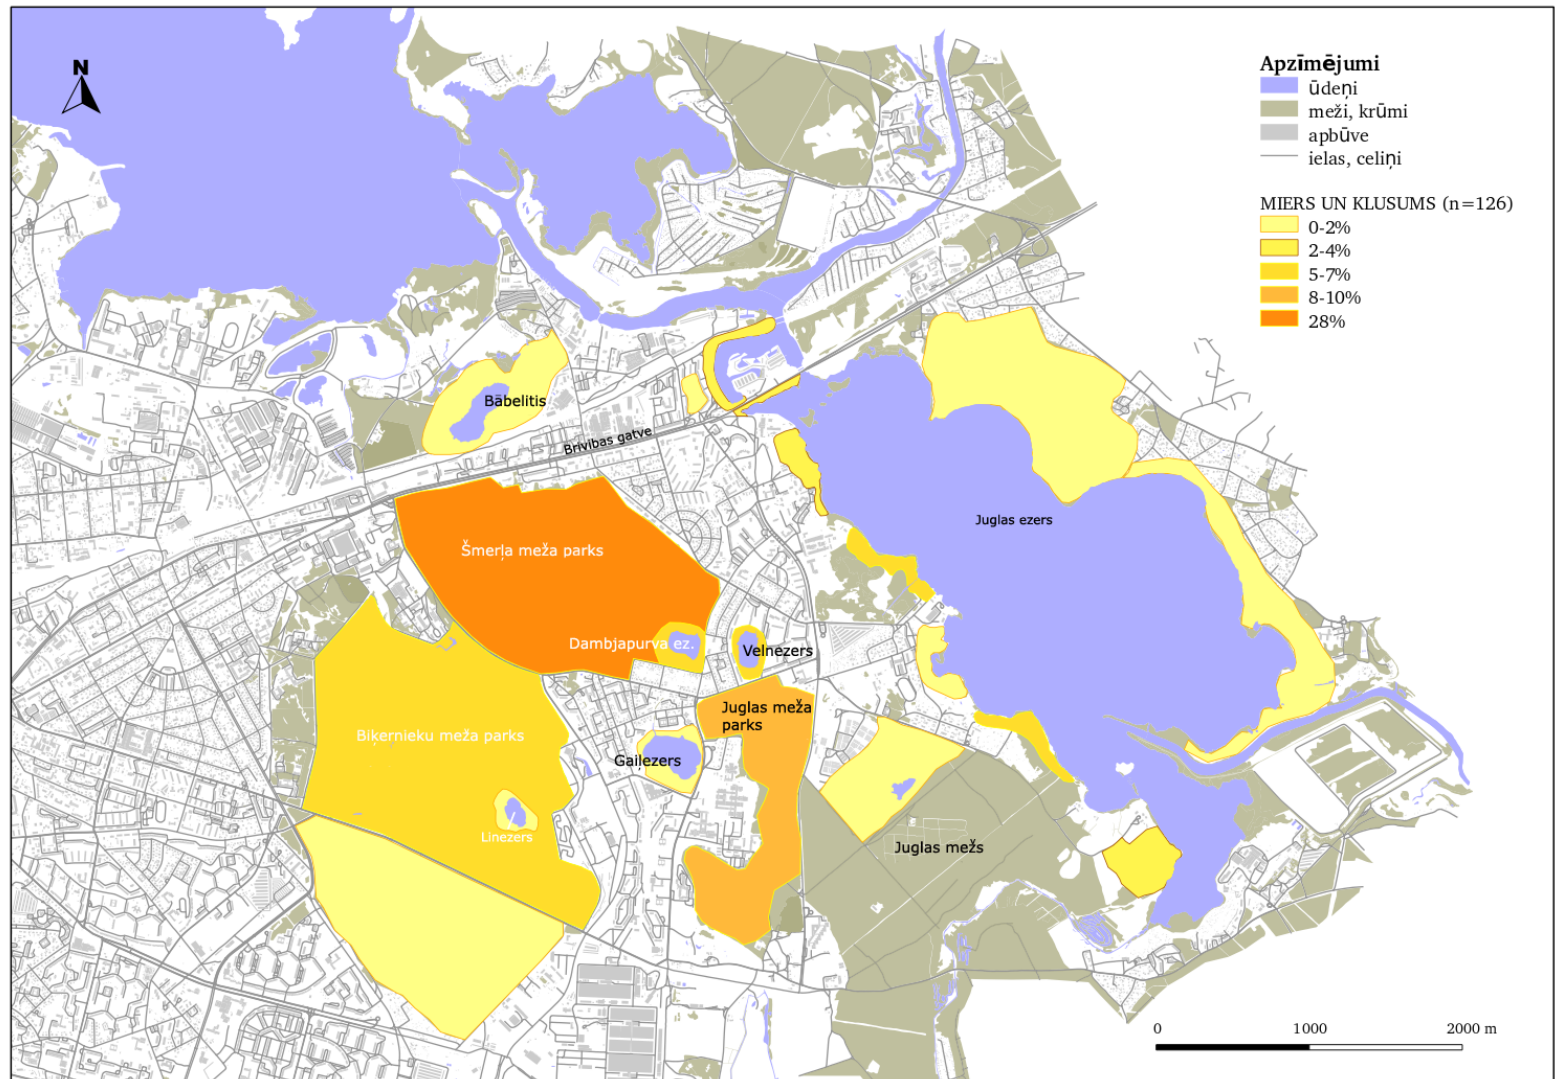 N
Apzīmējumi
ūdeņi
meži, krūmi
apbūve
ielas, celiņi
MIERS UN KLUSUMS (n=126)
0-2%
2-4%
5-7%
8-10%
28%
Bābelitis
Brivibas gatve
Juglas ezers
Šmerļa meža parks
Dambjapurva ez.
Velnezers
Juglas meža
parks
Biķernieku meža parks
Gaiļezers
Linezers
Juglas mežs
0 1000 2000 m